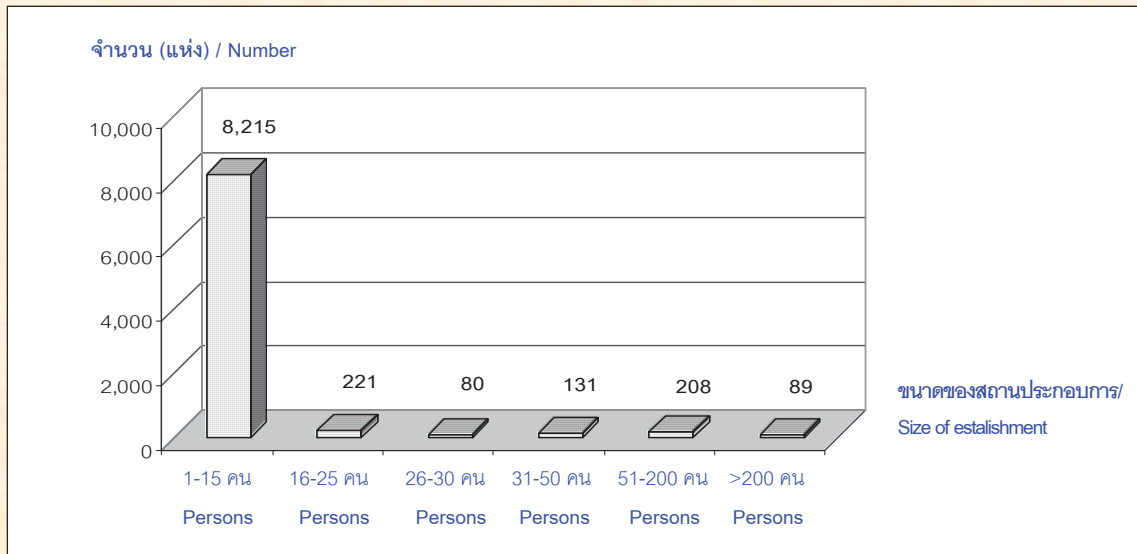 จำนวน (แห่ง) / Number
10,000
8,000
6,000
4,000
2,000
0
8,215
221
80
131
208
89
ขนาดของสถานประกอบการ/
Size of estalishment
1-15 คน 16-25 คน 26-30 คน 31-50 คน 51-200 คน >200 คน
Persons Persons Persons Persons Persons Persons